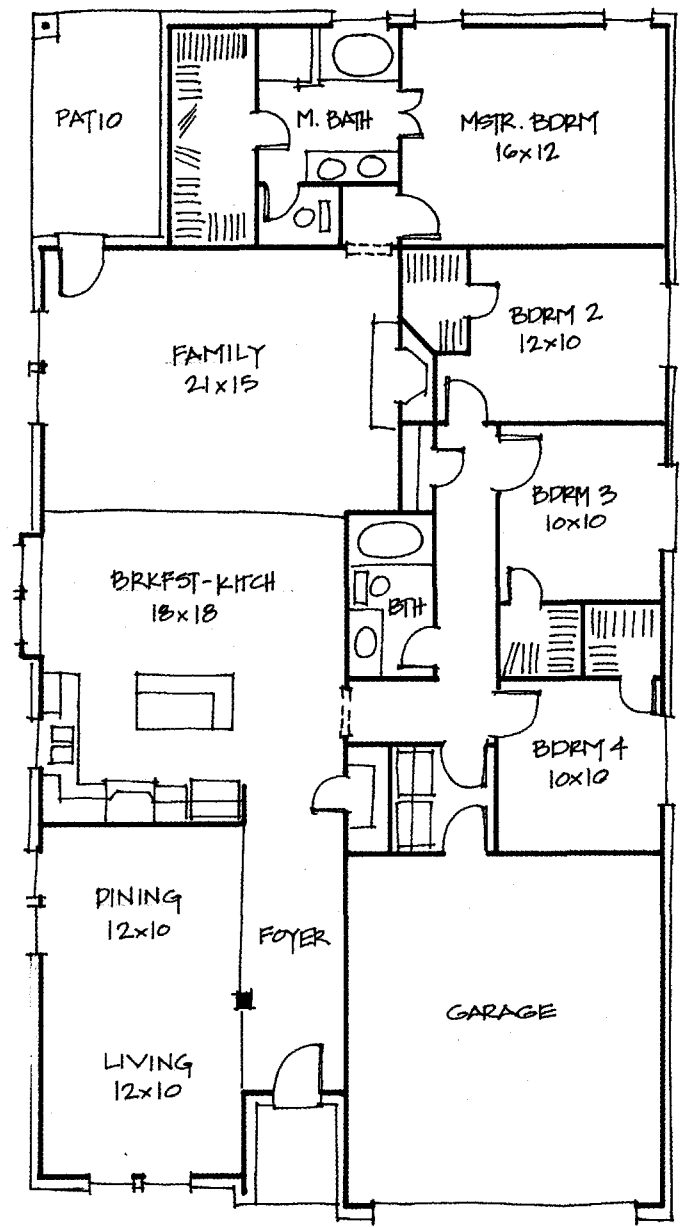 PATIO
M. BATH
MSTR. BDRM
16x12
BDRM 2
12x10
FAMILY
21x15
BDRM 3
10x10
BRKFST-KITCH
18x18
BTH
BDRM 4
10x10
DINING
12x10
FOYER
GARAGE
LIVING
12x10